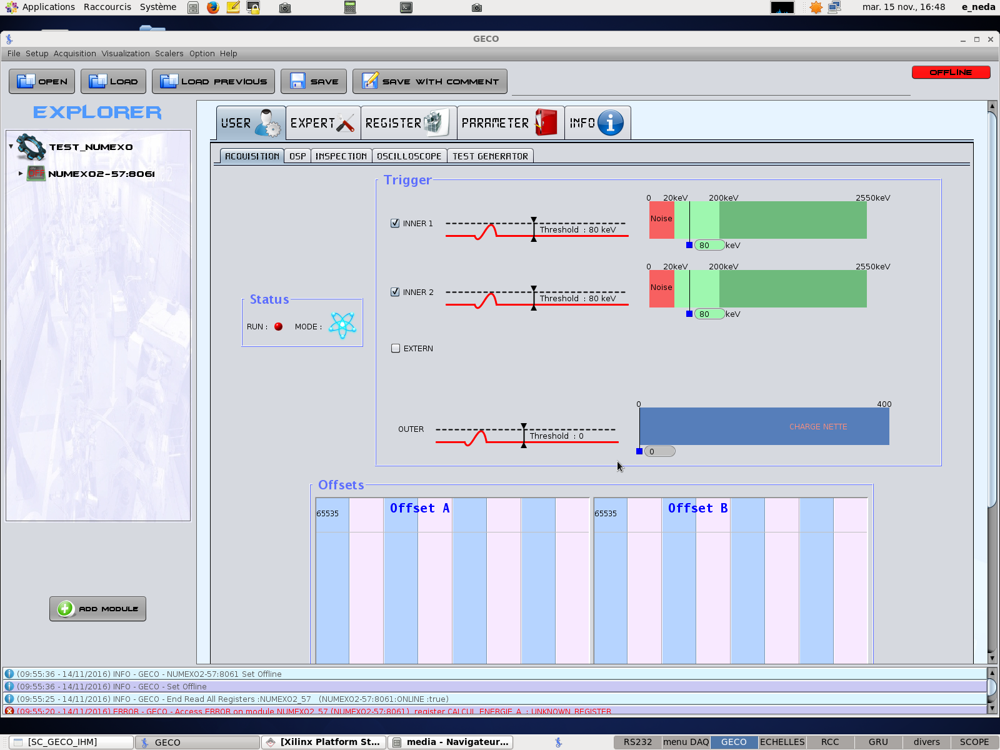 Applications Raccourcis Système mar. 15 nov., 16:48 e_neda
GECO
File Setup Acquisition Visualization Scalers Option Help
OPEN LOAD LOAD PREVIOUS SAVE SAVE WITH COMMENT OFFLINE
EXPLORER
TEST_NUMEXO
OFF NUMEXO2-57:8061
USER EXPERT REGISTER PARAMETER INFO
ACQUISITION DSP INSPECTION OSCILLOSCOPE TEST GENERATOR
Trigger
0 20keV 200keV 2550keV
INNER 1 Threshold : 80 keV Noise
80 keV
0 20keV 200keV 2550keV
INNER 2 Threshold : 80 keV Noise
80 keV
Status
RUN : MODE :
EXTERN
0 400
OUTER Threshold : 0 CHARGE NETTE
0
Offsets
65535 Offset A 65535 Offset B
ADD MODULE
(09:55:36 - 14/11/2016) INFO - GECO - NUMEXO2-57:8061 Set Offline
(09:55:36 - 14/11/2016) INFO - GECO - Set Offline
(09:55:25 - 14/11/2016) INFO - GECO - End Read All Registers :NUMEXO2_57 (NUMEXO2-57:8061:ONLINE :true)
(09:55:20 - 14/11/2016) ERROR - GECO - Access ERROR on module NUMEXO2_57 (NUMEXO2-57:8061) register CALCUL_ENERGIE_A : UNKNOWN_REGISTER
[SC_GECO_IHM] GECO [Xilinx Platform St... media - Navigateur... RS232 menu DAQ GECO ECHELLES RCC GRU divers SCOPE